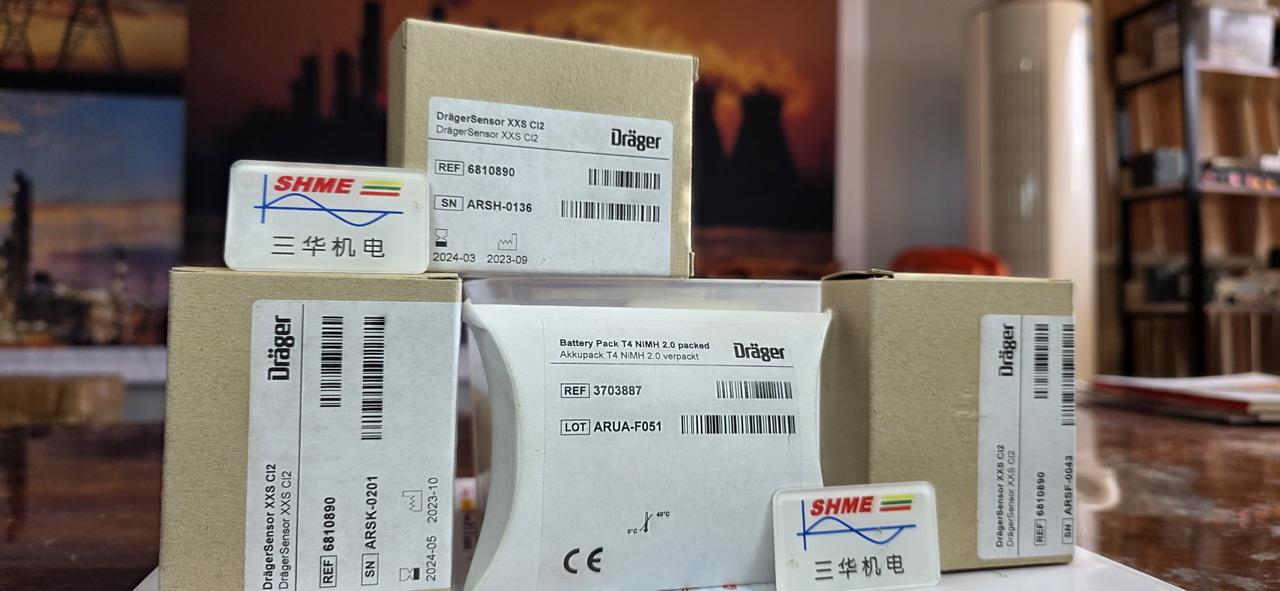 DrägerSensor XXS Cl2
DrägerSensor XXS Cl2
Dräger
REF 6810890
SN ARSH-0136
2024-03 2023-09
SHME
三华机电
Dräger
DrägerSensor XXS Cl2
DrägerSensor XXS Cl2
REF 6810890
SN ARSK-0201
2024-05 2023-10
Battery Pack T4 NiMH 2.0 packed
Akkupack T4 NiMH 2.0 verpackt
Dräger
REF 3703887
LOT ARUA-F051
0°C 40°C
CE
SHME
三华机电
Dräger
DrägerSensor XXS Cl2
DrägerSensor XXS Cl2
REF 6810890
SN ARSF-0043